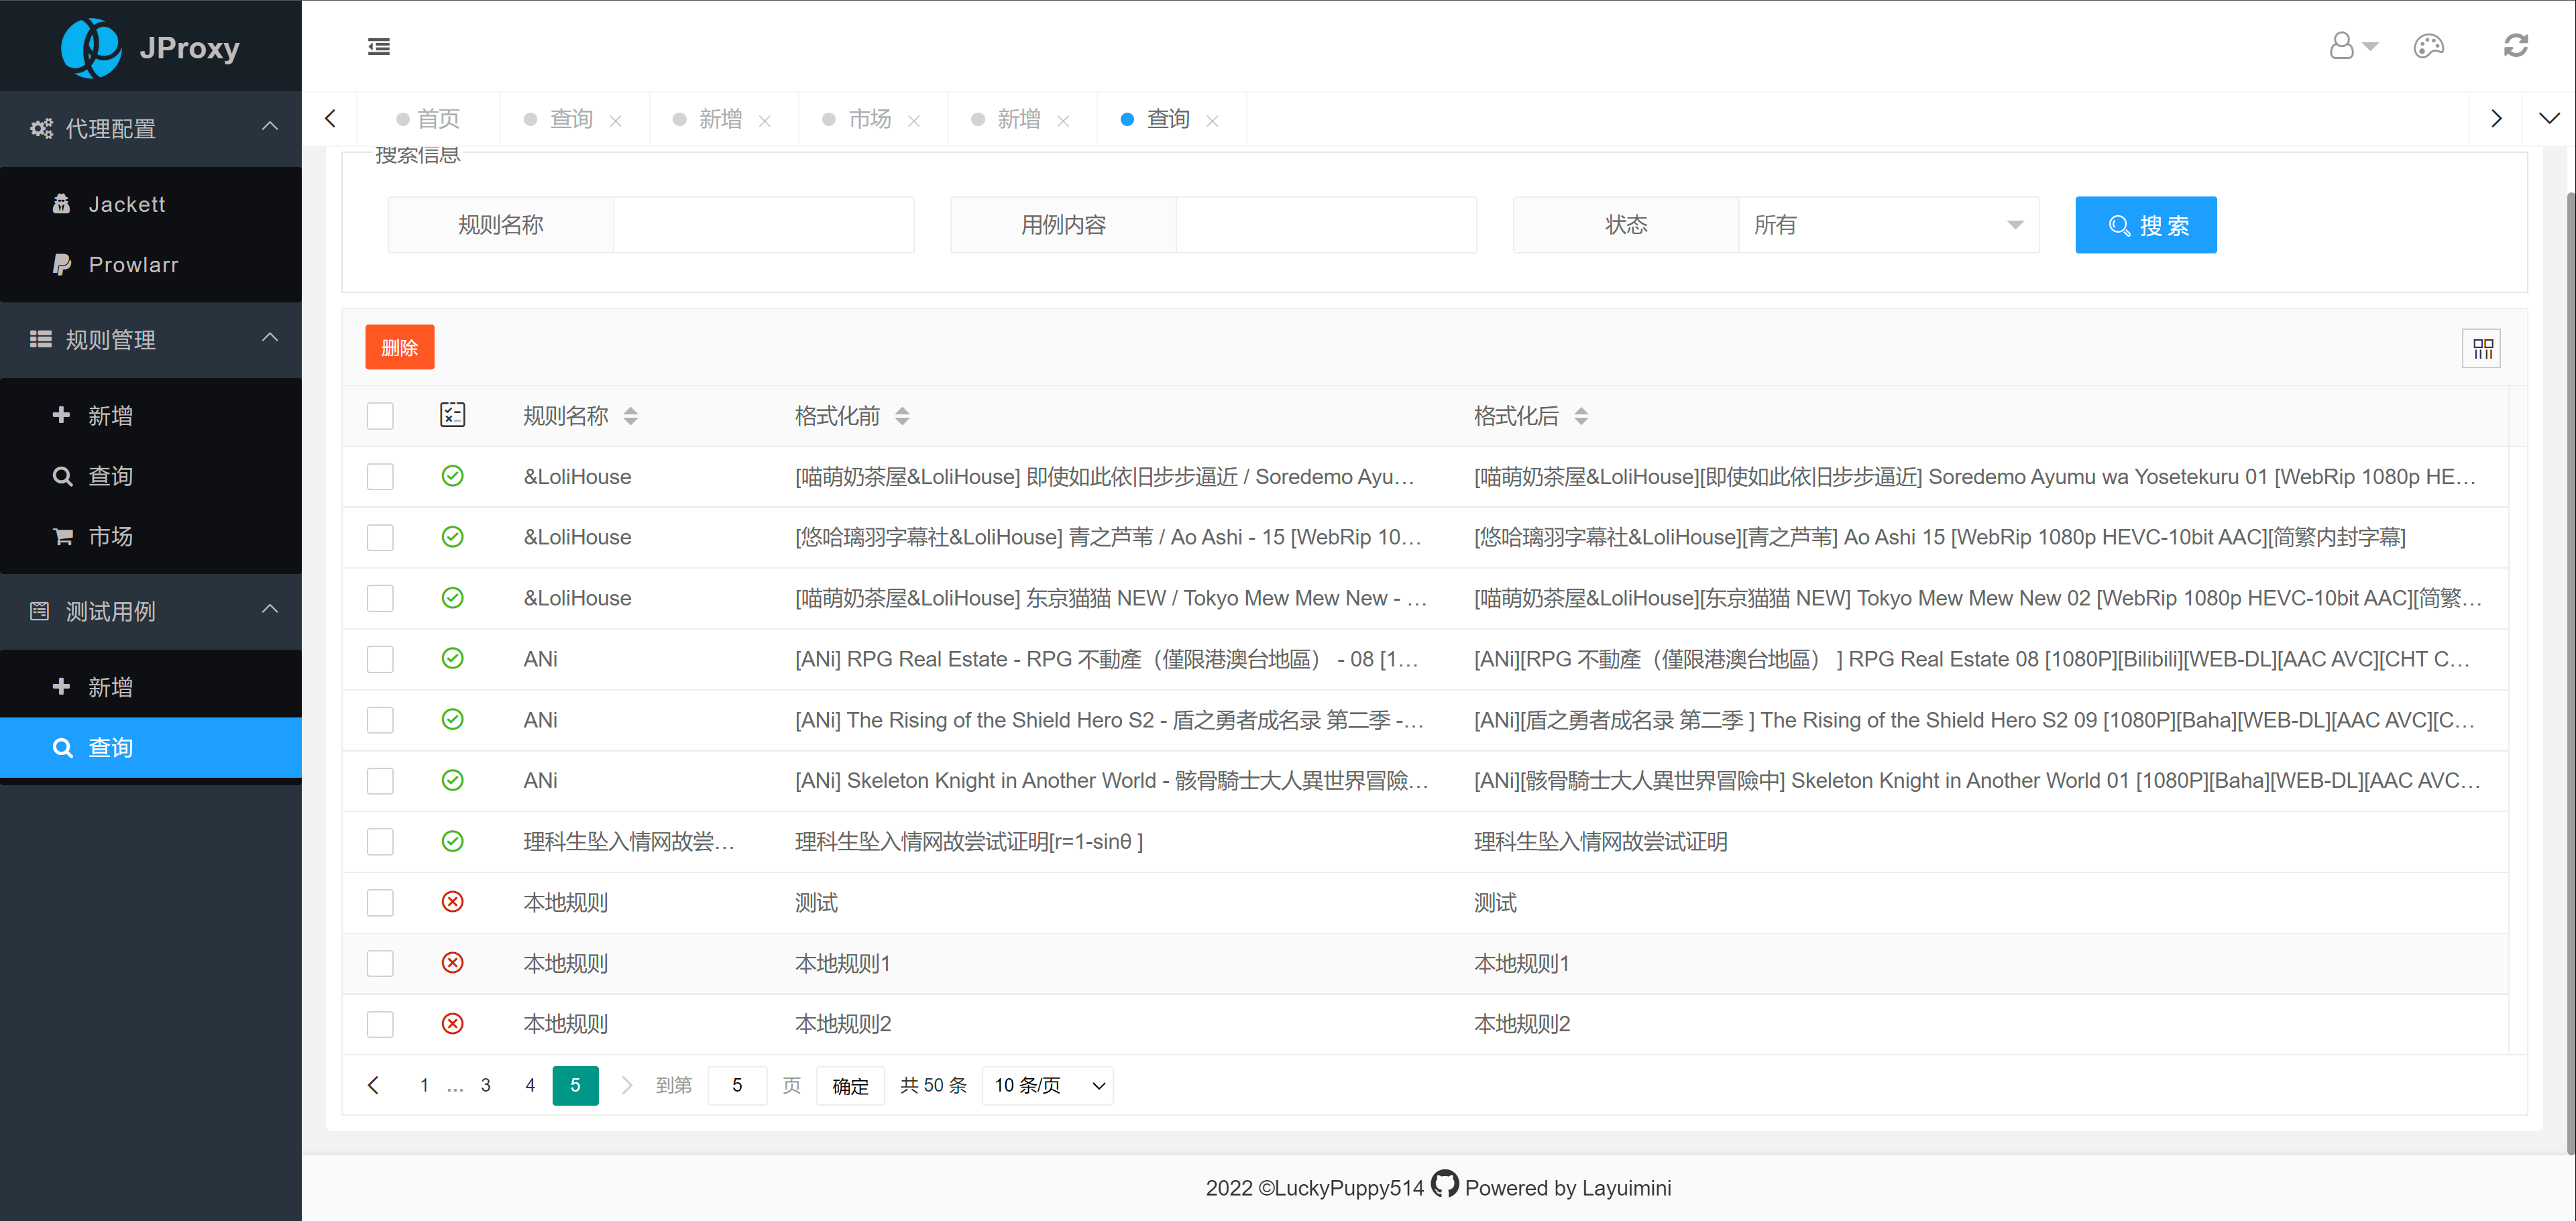 JProxy
代理配置
Jackett
Prowlarr
规则管理
新增
查询
市场
测试用例
新增
查询
首页 查询 新增 市场 新增 查询
搜索信息
规则名称 用例内容 状态 所有 搜 索
删除
规则名称 格式化前 格式化后
&LoliHouse [喵萌奶茶屋&LoliHouse] 即使如此依旧步步逼近 / Soredemo Ayu… [喵萌奶茶屋&LoliHouse][即使如此依旧步步逼近] Soredemo Ayumu wa Yosetekuru 01 [WebRip 1080p HE…
&LoliHouse [悠哈璃羽字幕社&LoliHouse] 青之芦苇 / Ao Ashi - 15 [WebRip 10… [悠哈璃羽字幕社&LoliHouse][青之芦苇] Ao Ashi 15 [WebRip 1080p HEVC-10bit AAC][简繁内封字幕]
&LoliHouse [喵萌奶茶屋&LoliHouse] 东京猫猫 NEW / Tokyo Mew Mew New - … [喵萌奶茶屋&LoliHouse][东京猫猫 NEW] Tokyo Mew Mew New 02 [WebRip 1080p HEVC-10bit AAC][简繁…
ANi [ANi] RPG Real Estate - RPG 不動產（僅限港澳台地區） - 08 [1… [ANi][RPG 不動產（僅限港澳台地區） ] RPG Real Estate 08 [1080P][Bilibili][WEB-DL][AAC AVC][CHT C…
ANi [ANi] The Rising of the Shield Hero S2 - 盾之勇者成名录 第二季 -… [ANi][盾之勇者成名录 第二季 ] The Rising of the Shield Hero S2 09 [1080P][Baha][WEB-DL][AAC AVC][C…
ANi [ANi] Skeleton Knight in Another World - 骸骨騎士大人異世界冒險… [ANi][骸骨騎士大人異世界冒險中] Skeleton Knight in Another World 01 [1080P][Baha][WEB-DL][AAC AVC…
理科生坠入情网故尝… 理科生坠入情网故尝试证明[r=1-sinθ ] 理科生坠入情网故尝试证明
本地规则 测试 测试
本地规则 本地规则1 本地规则1
本地规则 本地规则2 本地规则2
1 … 3 4 5 到第 5 页 确定 共 50 条 10 条/页
2022 ©LuckyPuppy514 Powered by Layuimini